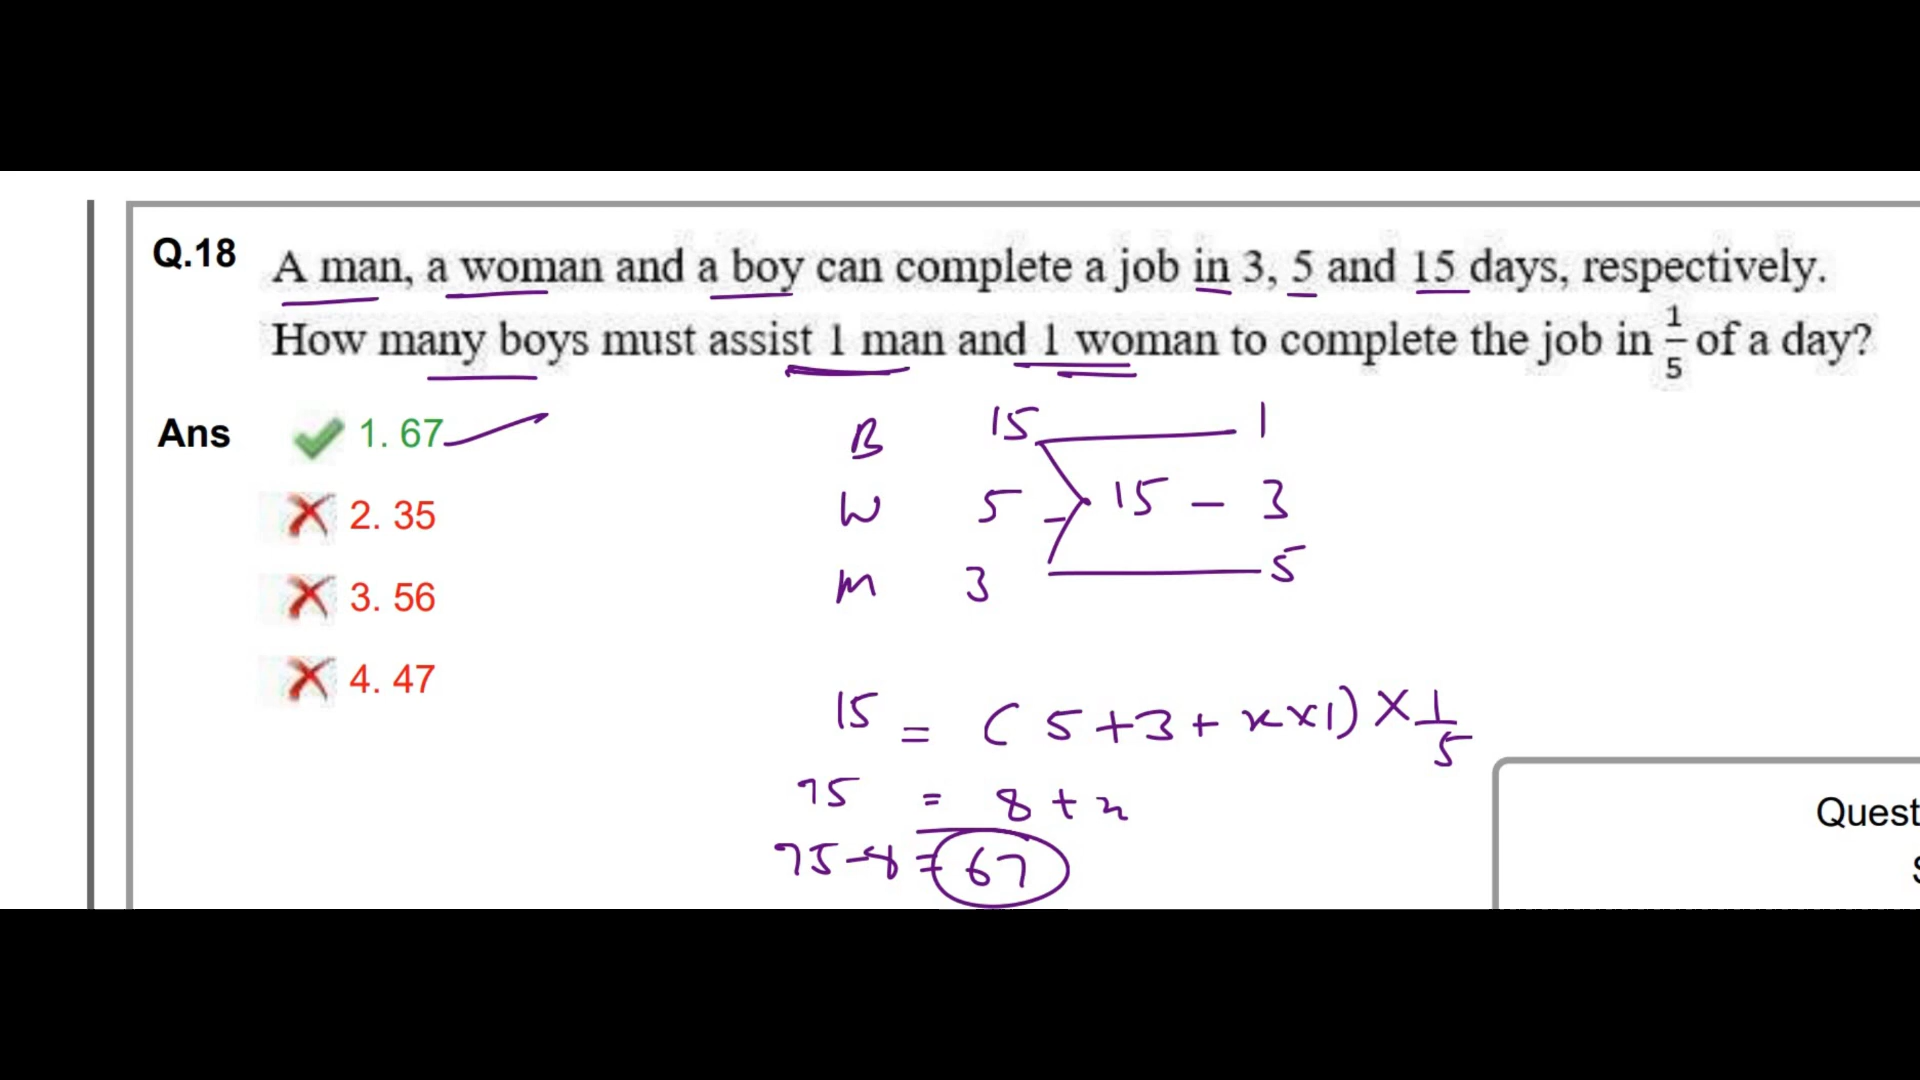 Q.18 A man, a woman and a boy can complete a job in 3, 5 and 15 days, respectively.
How many boys must assist 1 man and 1 woman to complete the job in 1/5 of a day?
Ans 1. 67
2. 35
3. 56
4. 47
B 15 1
W 5 15 - 3
M 3 5
15 = (5+3+x×1)×1/5
75 = 8+x
75-8=67
Quest